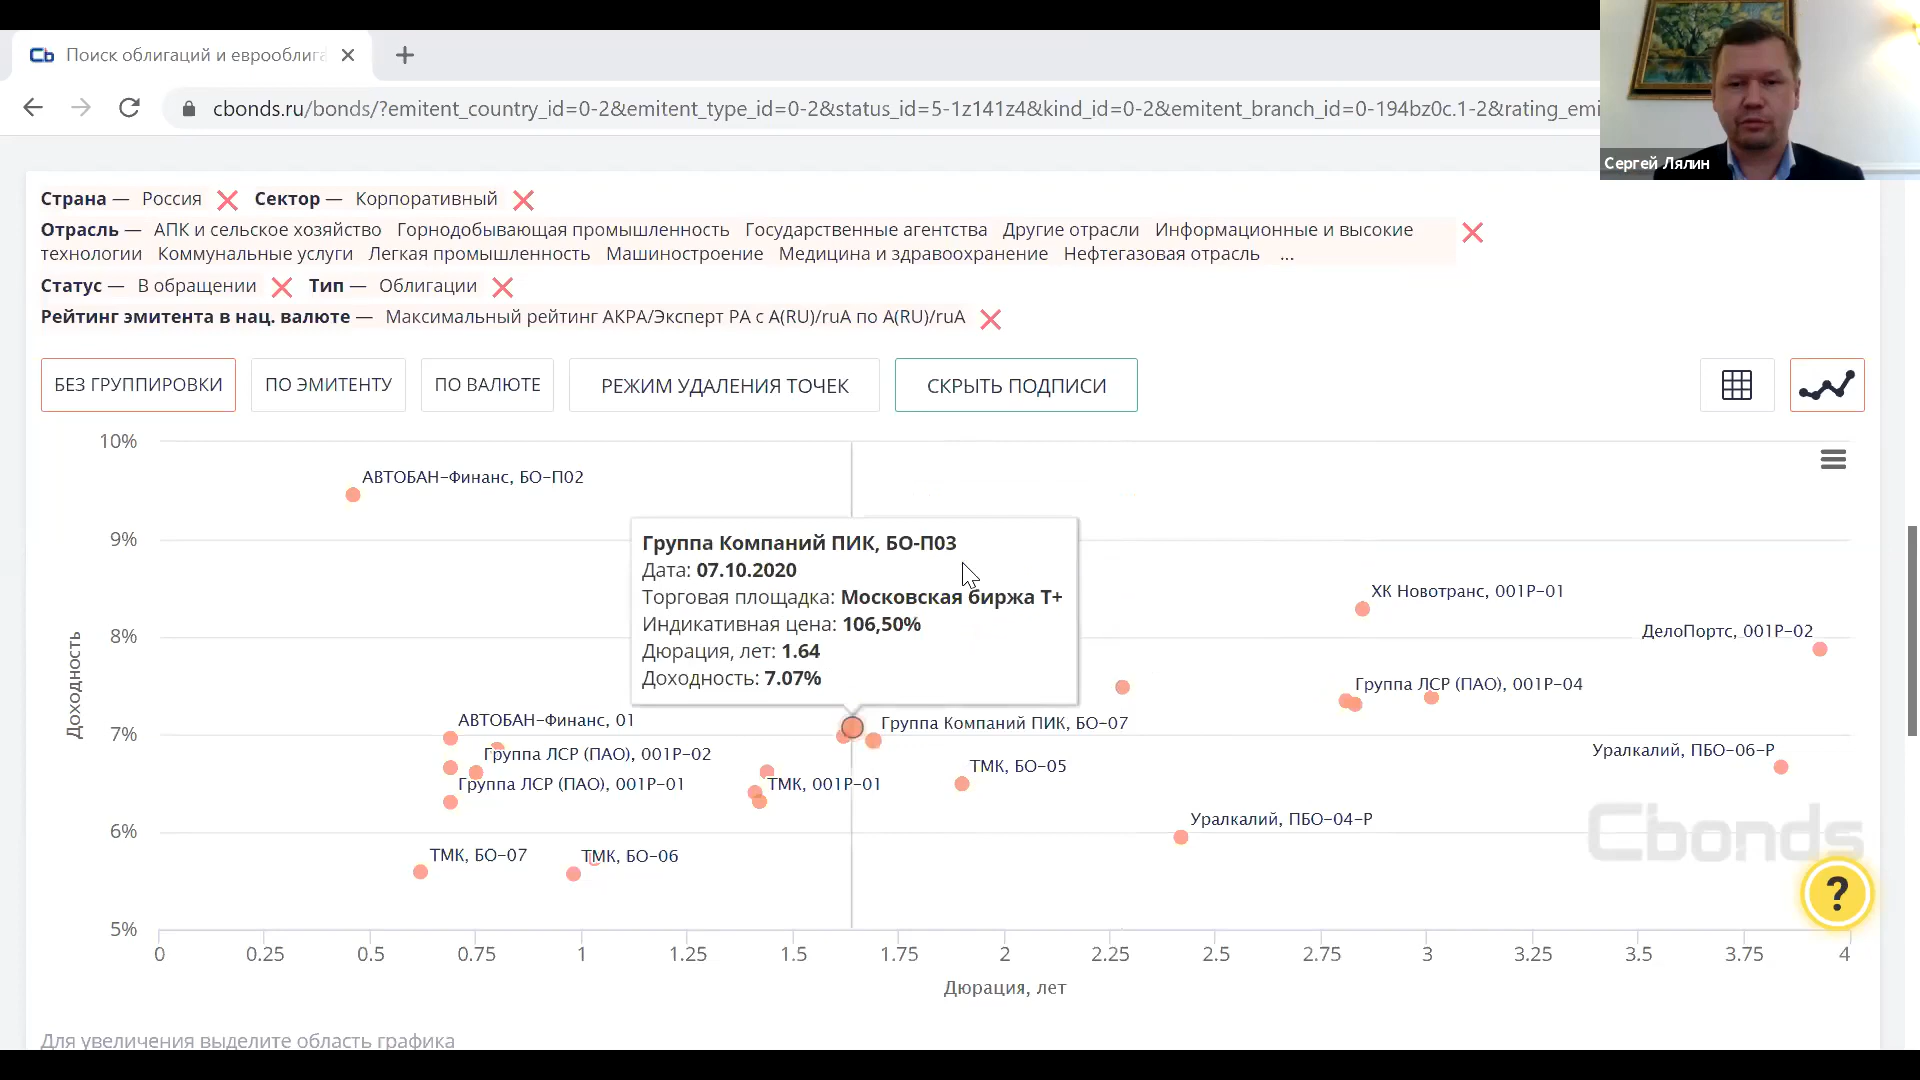 Поиск облигаций и еврооблига
cbonds.ru/bonds/?emitent_country_id=0-2&emitent_type_id=0-2&status_id=5-1z141z4&kind_id=0-2&emitent_branch_id=0-194bz0c.1-2&rating_emi
Сергей Лялин
Страна — Россия Сектор — Корпоративный
Отрасль — АПК и сельское хозяйство Горнодобывающая промышленность Государственные агентства Другие отрасли Информационные и высокие
технологии Коммунальные услуги Легкая промышленность Машиностроение Медицина и здравоохранение Нефтегазовая отрасль ...
Статус — В обращении Тип — Облигации
Рейтинг эмитента в нац. валюте — Максимальный рейтинг АКРА/Эксперт РА с A(RU)/ruA по A(RU)/ruA
БЕЗ ГРУППИРОВКИ ПО ЭМИТЕНТУ ПО ВАЛЮТЕ РЕЖИМ УДАЛЕНИЯ ТОЧЕК СКРЫТЬ ПОДПИСИ
10%
АВТОБАН-Финанс, БО-П02
9%
Группа Компаний ПИК, БО-П03
Дата: 07.10.2020
Торговая площадка: Московская биржа Т+
Индикативная цена: 106,50%
Дюрация, лет: 1.64
Доходность: 7.07%
ХК Новотранс, 001P-01
8%
ДелоПортс, 001P-02
Доходность
Группа ЛСР (ПАО), 001P-04
АВТОБАН-Финанс, 01
Группа Компаний ПИК, БО-07
7%
Группа ЛСР (ПАО), 001P-02
Уралкалий, ПБО-06-Р
ТМК, БО-05
Группа ЛСР (ПАО), 001P-01
ТМК, 001P-01
Уралкалий, ПБО-04-Р
6%
Cbonds
ТМК, БО-07
ТМК, БО-06
?
5%
0 0.25 0.5 0.75 1 1.25 1.5 1.75 2 2.25 2.5 2.75 3 3.25 3.5 3.75 4
Дюрация, лет
Для увеличения выделите область графика